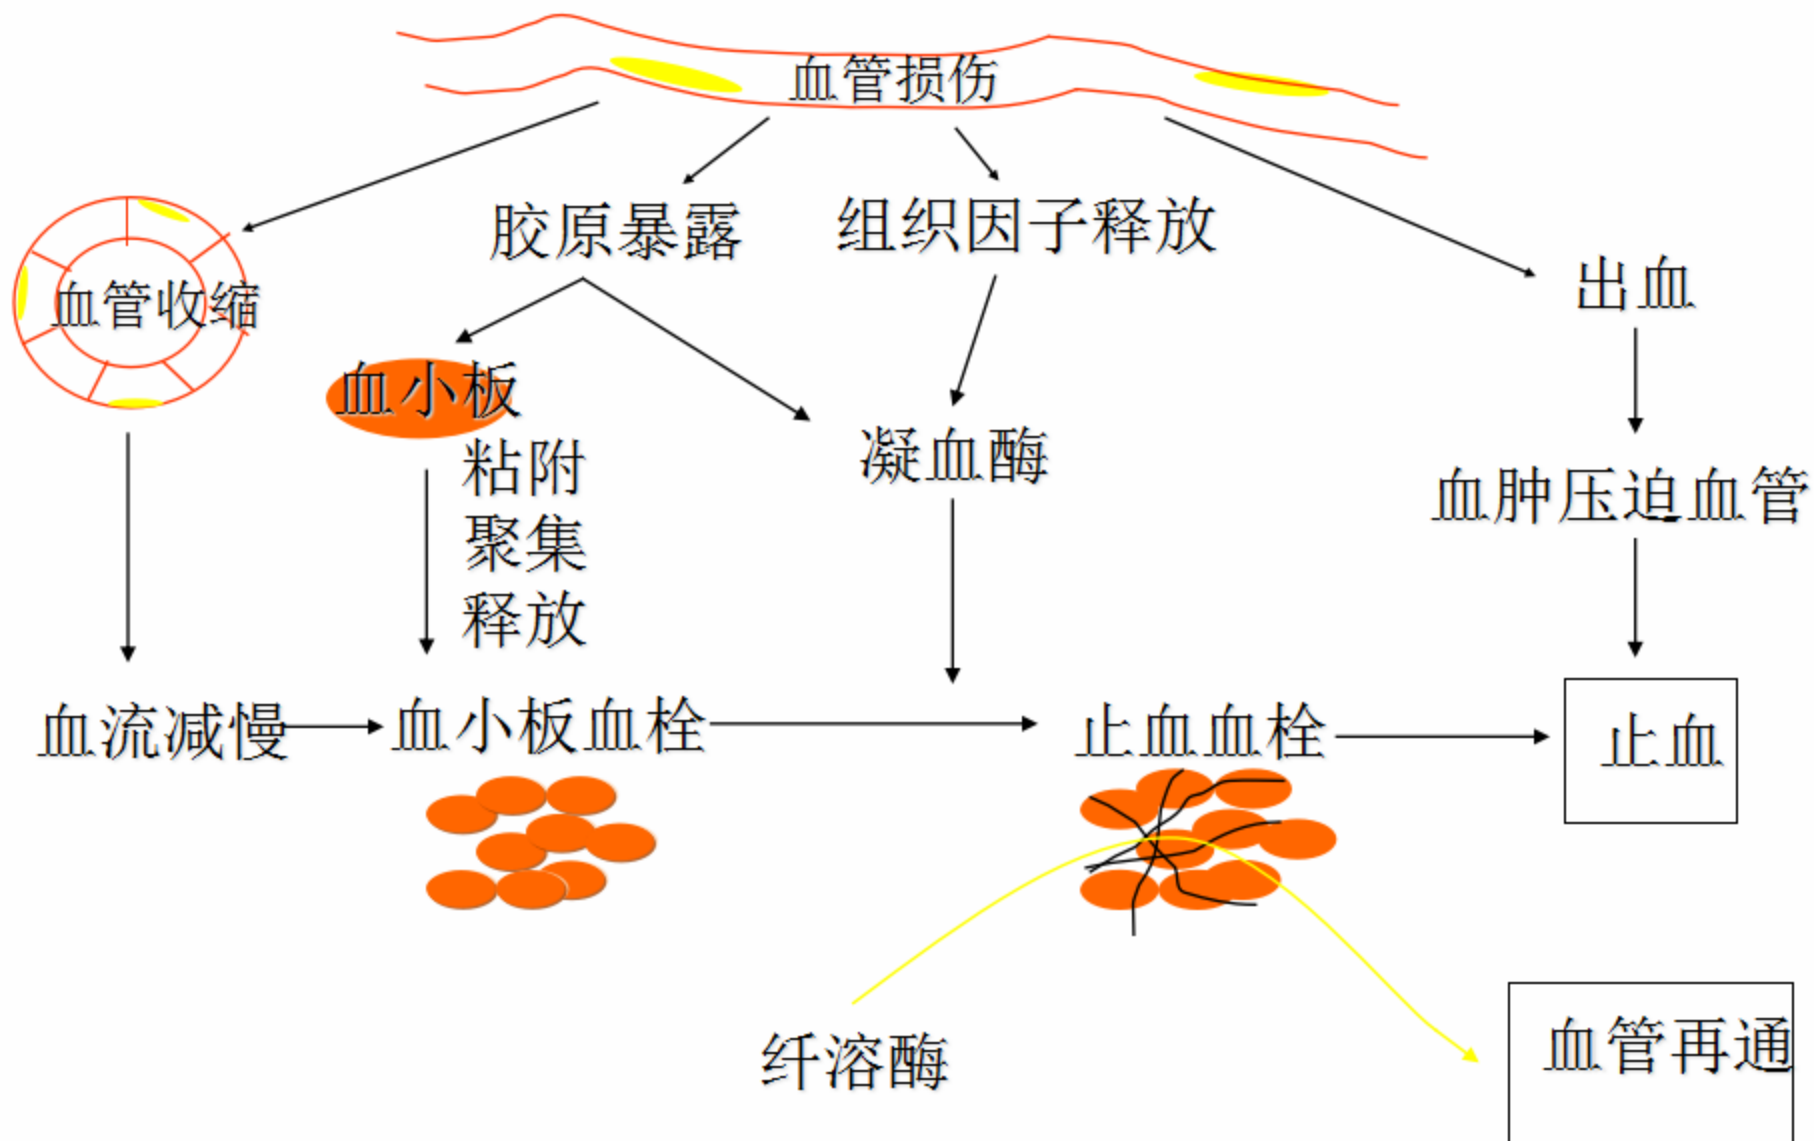 血管损伤
胶原暴露
组织因子释放
出血
血管收缩
血小板
粘附
聚集
释放
凝血酶
血肿压迫血管
血流减慢
血小板血栓
止血血栓
止血
纤溶酶
血管再通